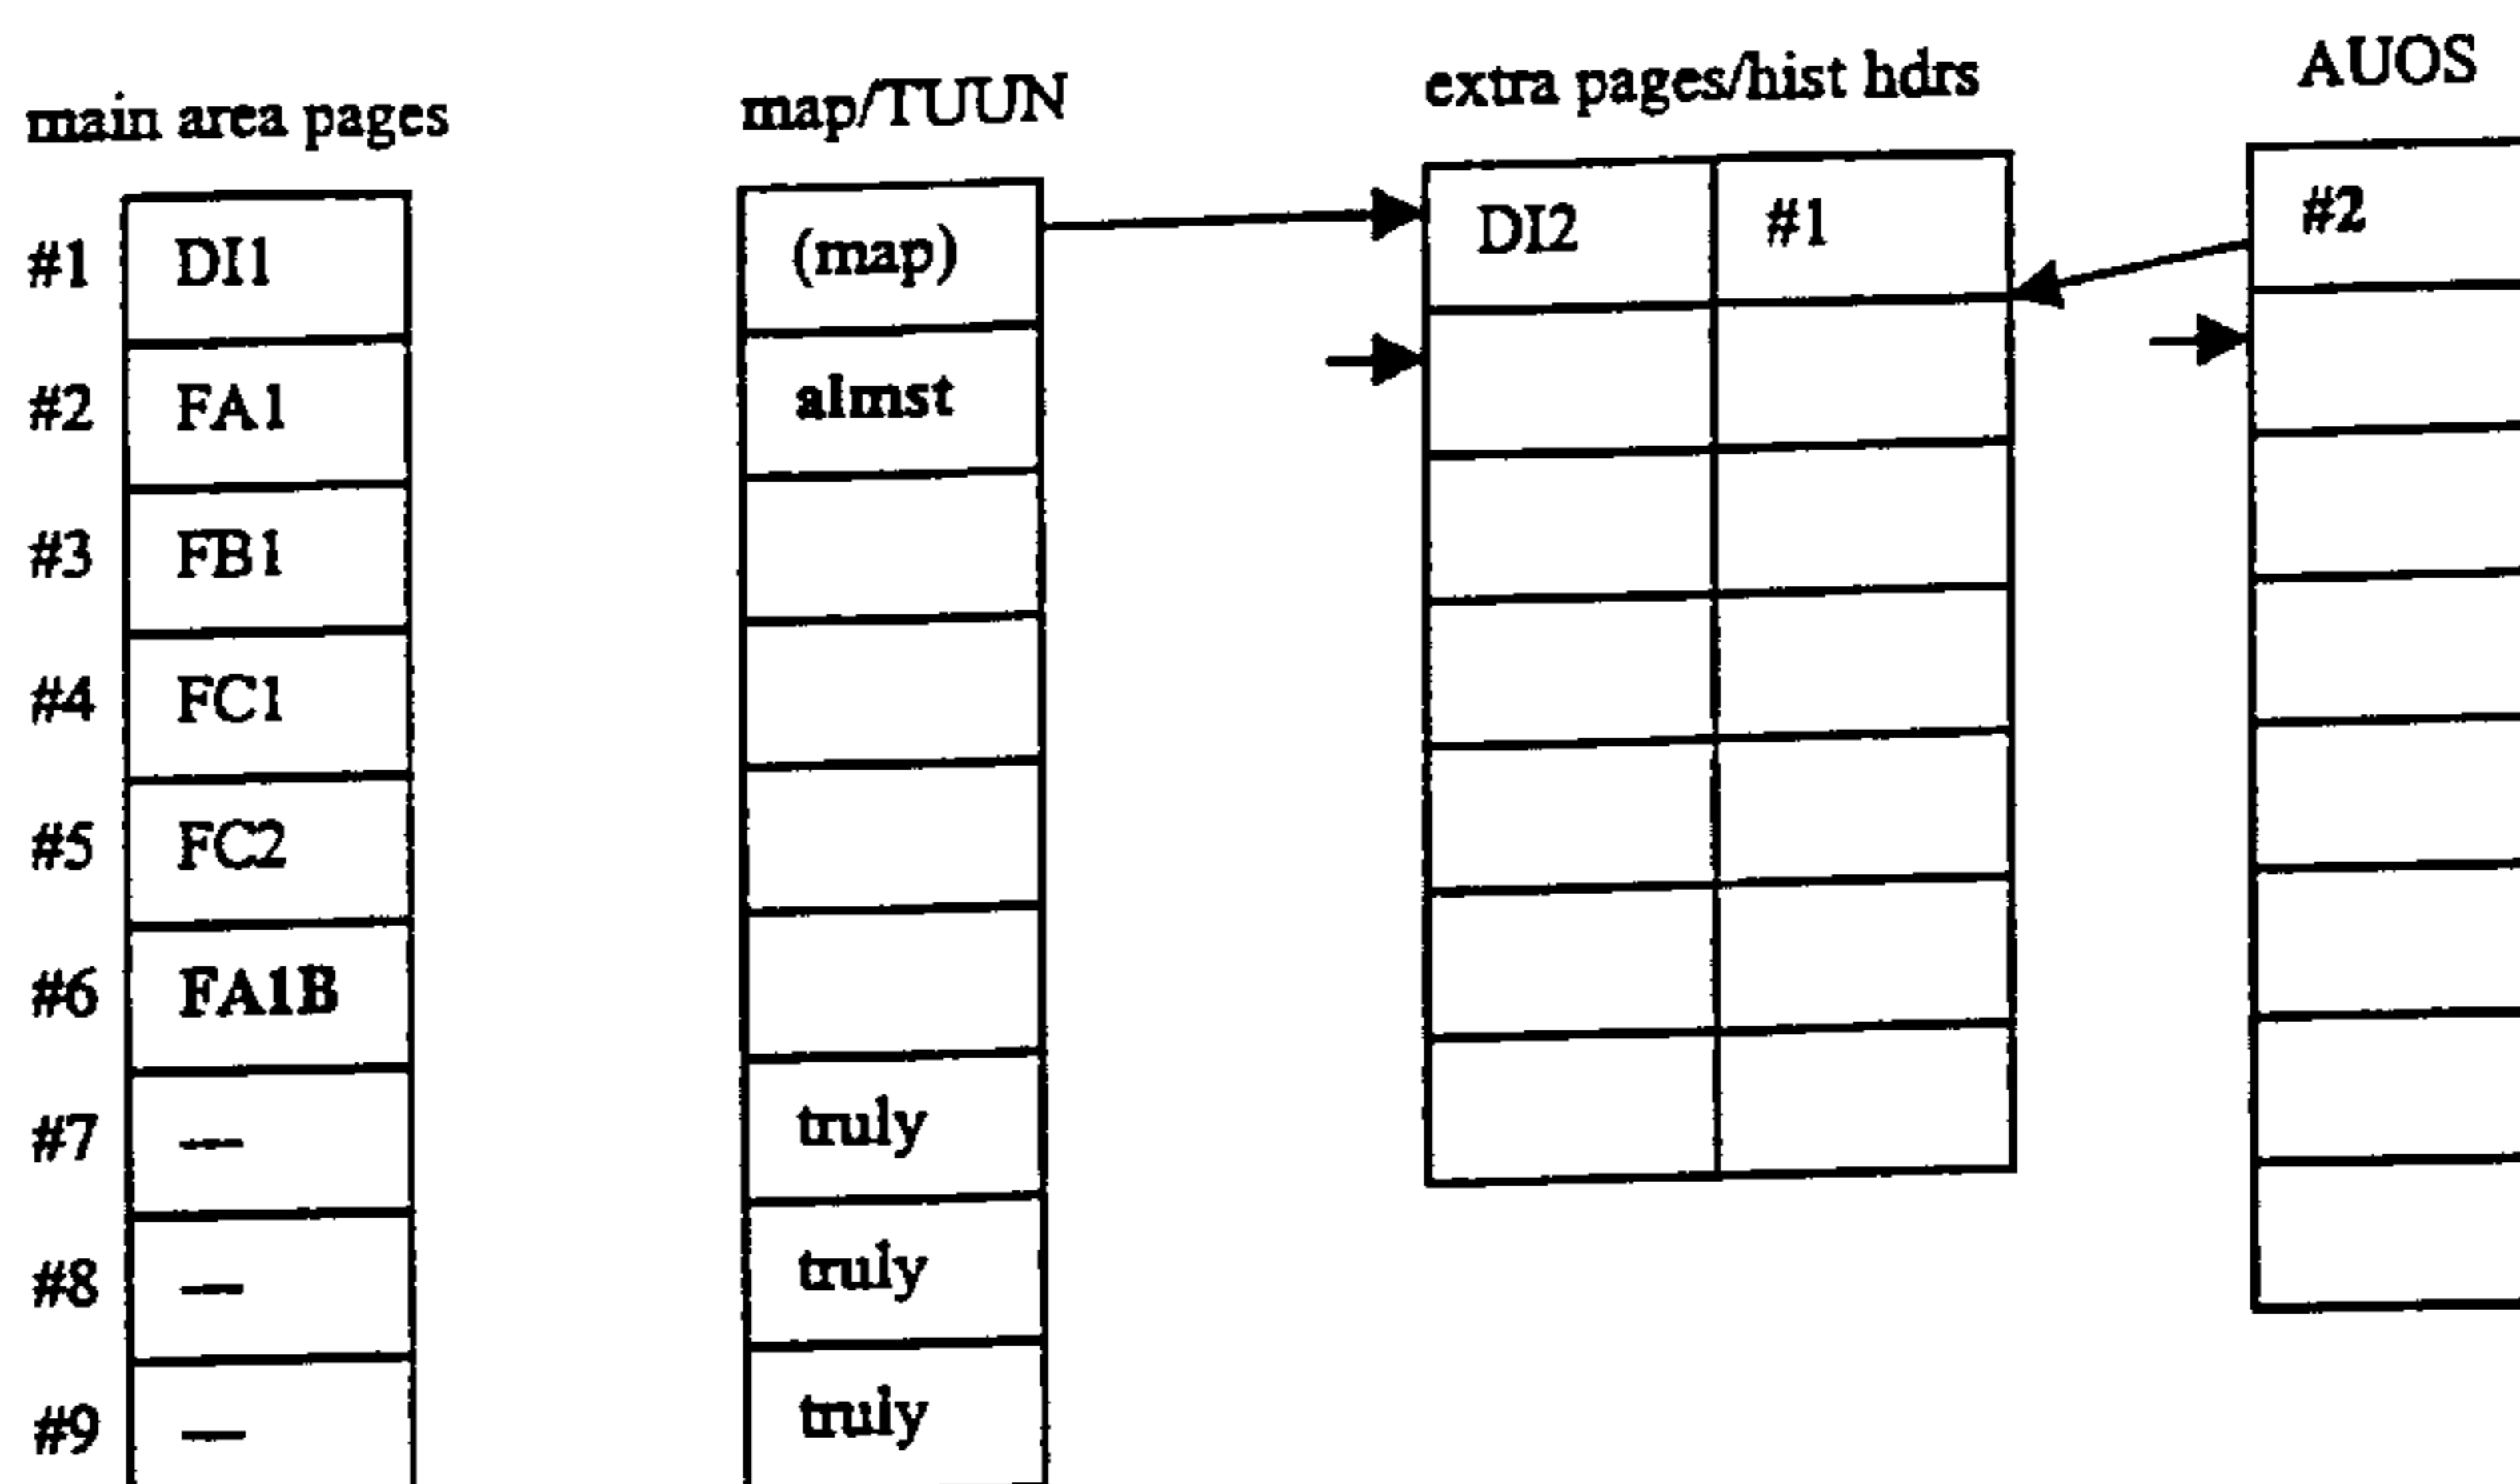 main area pages
map/TUUN
extra pages/hist hdrs
AUOS
#1 DI1 (map) DI2 #1 #2
#2 FA1 almst
#3 FB1
#4 FC1
#5 FC2
#6 FA1B
#7 — truly
#8 — truly
#9 — truly